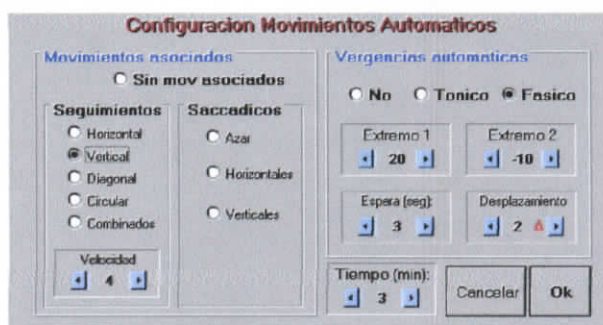 Configuracion Movimientos Automaticos
Movimientos asociados
Sin mov asociados
Seguimientos
Horizontal
Vertical
Diagonal
Circular
Combinados
Velocidad
4
Saccadicos
Azar
Horizontales
Verticales
Vergencias automaticas
No Tonico Fasico
Extremo 1
20
Extremo 2
-10
Espera (seg):
3
Desplazamiento
2 Δ
Tiempo (min):
3
Cancelar
Ok